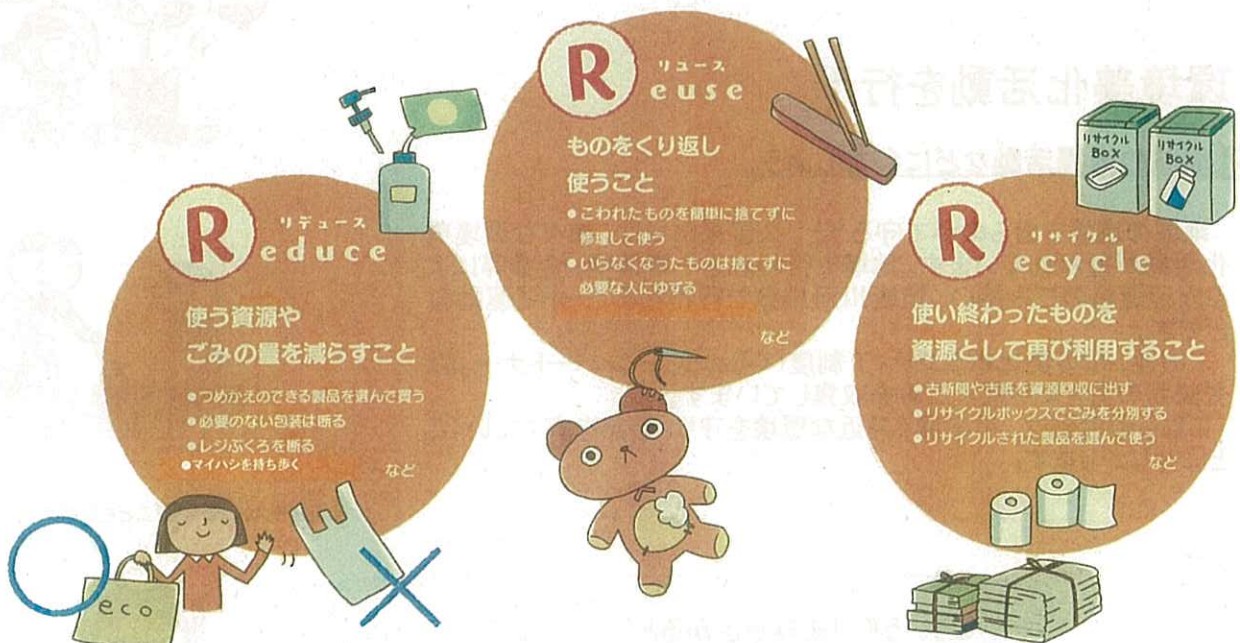 リデュース
Reduce
使う資源や
ごみの量を減らすこと
●つめかえのできる製品を選んで買う
●必要のない包装は断る
●レジぶくろを断る
●マイハシを持ち歩く
など
eco
リユース
Reuse
ものをくり返し
使うこと
●こわれたものを簡単に捨てずに
修理して使う
●いらなくなったものは捨てずに
必要な人にゆずる
など
リサイクル
Recycle
使い終わったものを
資源として再び利用すること
●古新聞や古紙を資源回収に出す
●リサイクルボックスでごみを分別する
●リサイクルされた製品を選んで使う
など
リサイクル
BOX
リサイクル
BOX